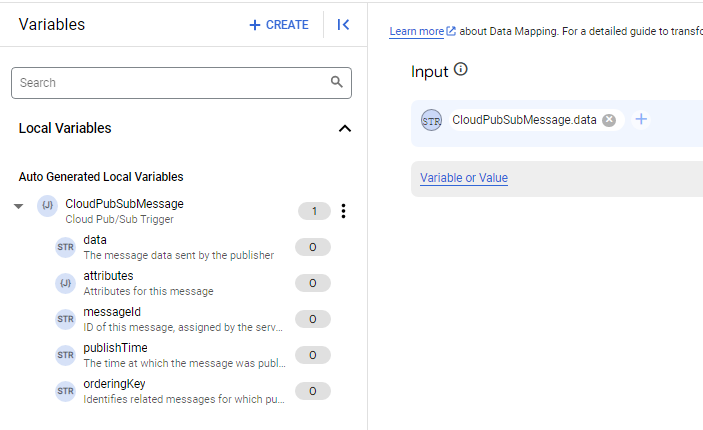 Variables
+ CREATE
Search
Local Variables
Auto Generated Local Variables
{J} CloudPubSubMessage 1
Cloud Pub/Sub Trigger
STR data 0
The message data sent by the publisher
{J} attributes 0
Attributes for this message
STR messageId 0
ID of this message, assigned by the serv...
STR publishTime 0
The time at which the message was publ...
STR orderingKey 0
Identifies related messages for which pu...
Learn more about Data Mapping. For a detailed guide to transfo
Input
STR CloudPubSubMessage.data +
Variable or Value